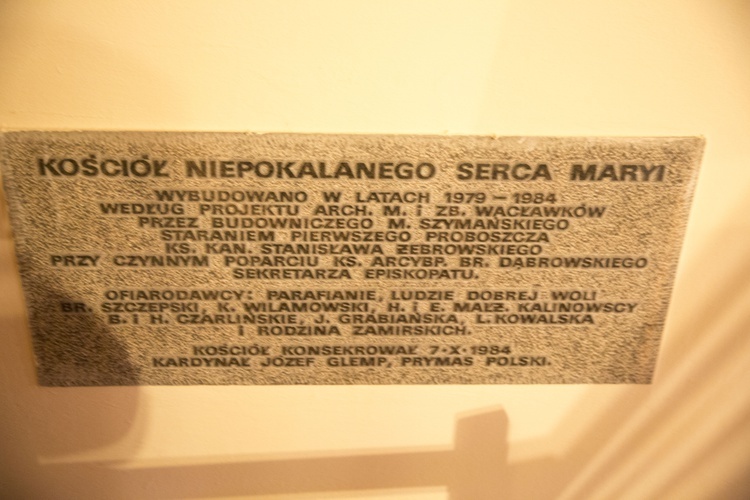 KOŚCIÓŁ NIEPOKALANEGO SERCA MARYI
WYBUDOWANO W LATACH 1979 – 1984
WEDŁUG PROJEKTU ARCH. M. i ZB. WACŁAWKÓW
PRZEZ BUDOWNICZEGO M. SZYMAŃSKIEGO
STARANIEM PIERWSZEGO PROBOSZCZA
KS. KAN. STANISŁAWA ŻEBROWSKIEGO
PRZY CZYNNYM POPARCIU KS. ARCYBP. BR. DĄBROWSKIEGO
SEKRETARZA EPISKOPATU.
OFIARODAWCY: PARAFIANIE, LUDZIE DOBREJ WOLI
BR. SZCZEPSKI, K. WILAMOWSKI, H. i E. MAŁŻ. KALINOWSCY
B. i H. CZARLIŃSKIE, J. GRABIAŃSKA, L. KOWALSKA
i RODZINA ZAMIRSKICH.
KOŚCIÓŁ KONSEKROWAŁ 7·X·1984
KARDYNAŁ JÓZEF GLEMP, PRYMAS POLSKI.